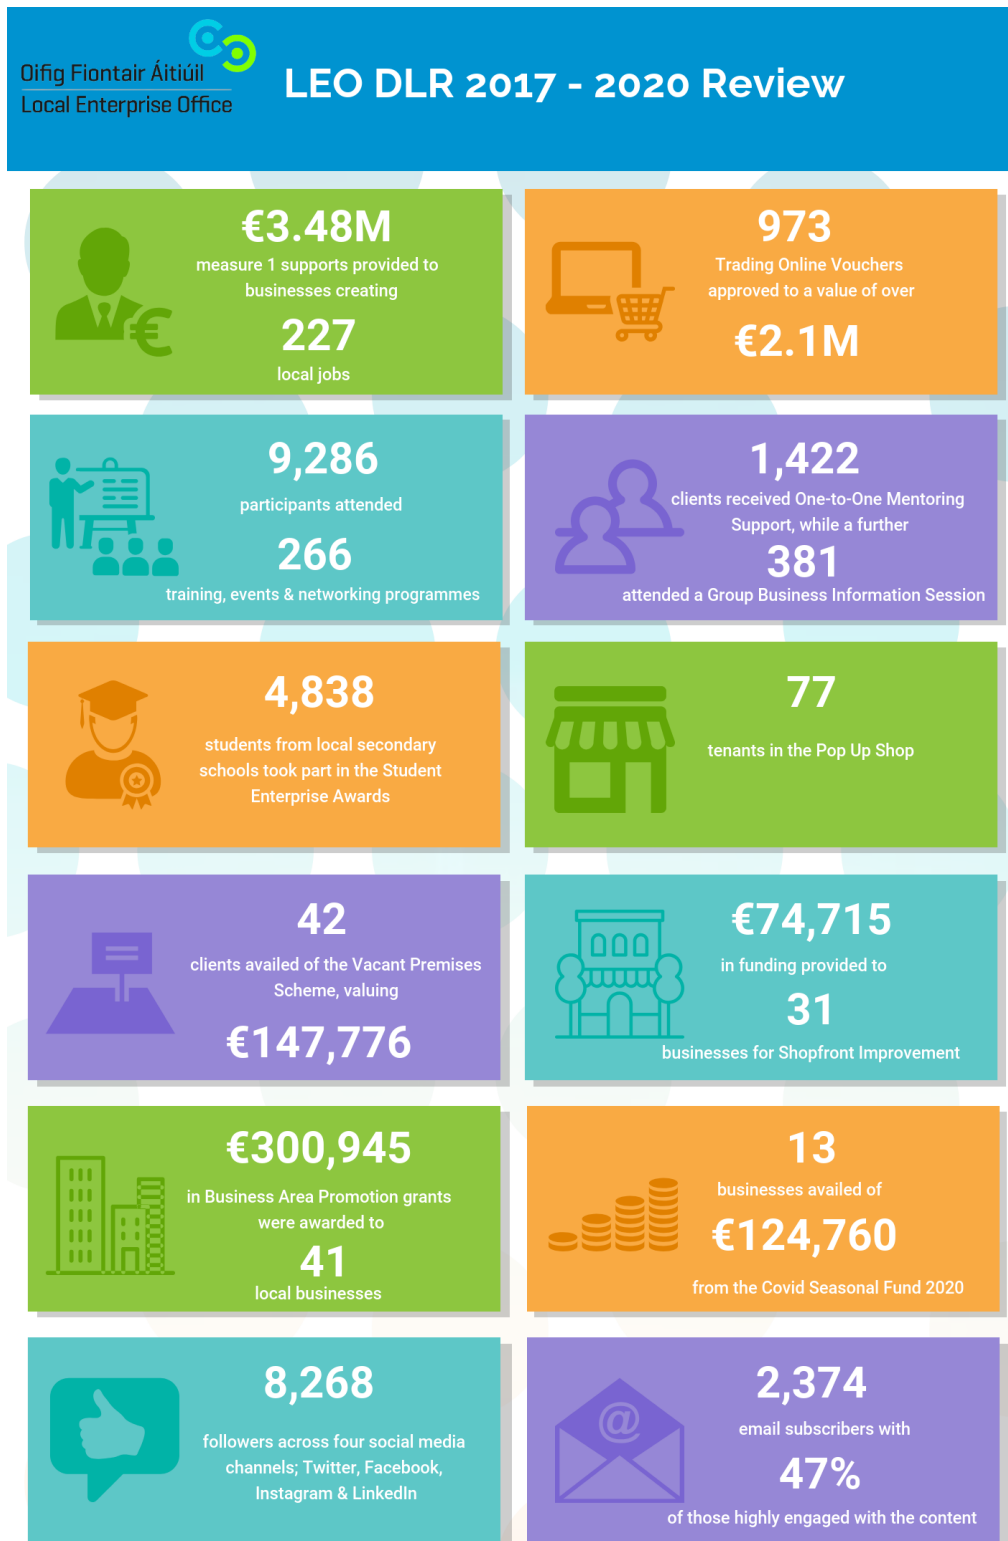 Oifig Fiontair Áitiúil
Local Enterprise Office
LEO DLR 2017 - 2020 Review
€3.48M
measure 1 supports provided to
businesses creating
227
local jobs
973
Trading Online Vouchers
approved to a value of over
€2.1M
9,286
participants attended
266
training, events & networking programmes
1,422
clients received One-to-One Mentoring
Support, while a further
381
attended a Group Business Information Session
4,838
students from local secondary
schools took part in the Student
Enterprise Awards
77
tenants in the Pop Up Shop
42
clients availed of the Vacant Premises
Scheme, valuing
€147,776
€74,715
in funding provided to
31
businesses for Shopfront Improvement
€300,945
in Business Area Promotion grants
were awarded to
41
local businesses
13
businesses availed of
€124,760
from the Covid Seasonal Fund 2020
8,268
followers across four social media
channels; Twitter, Facebook,
Instagram & LinkedIn
2,374
email subscribers with
47%
of those highly engaged with the content